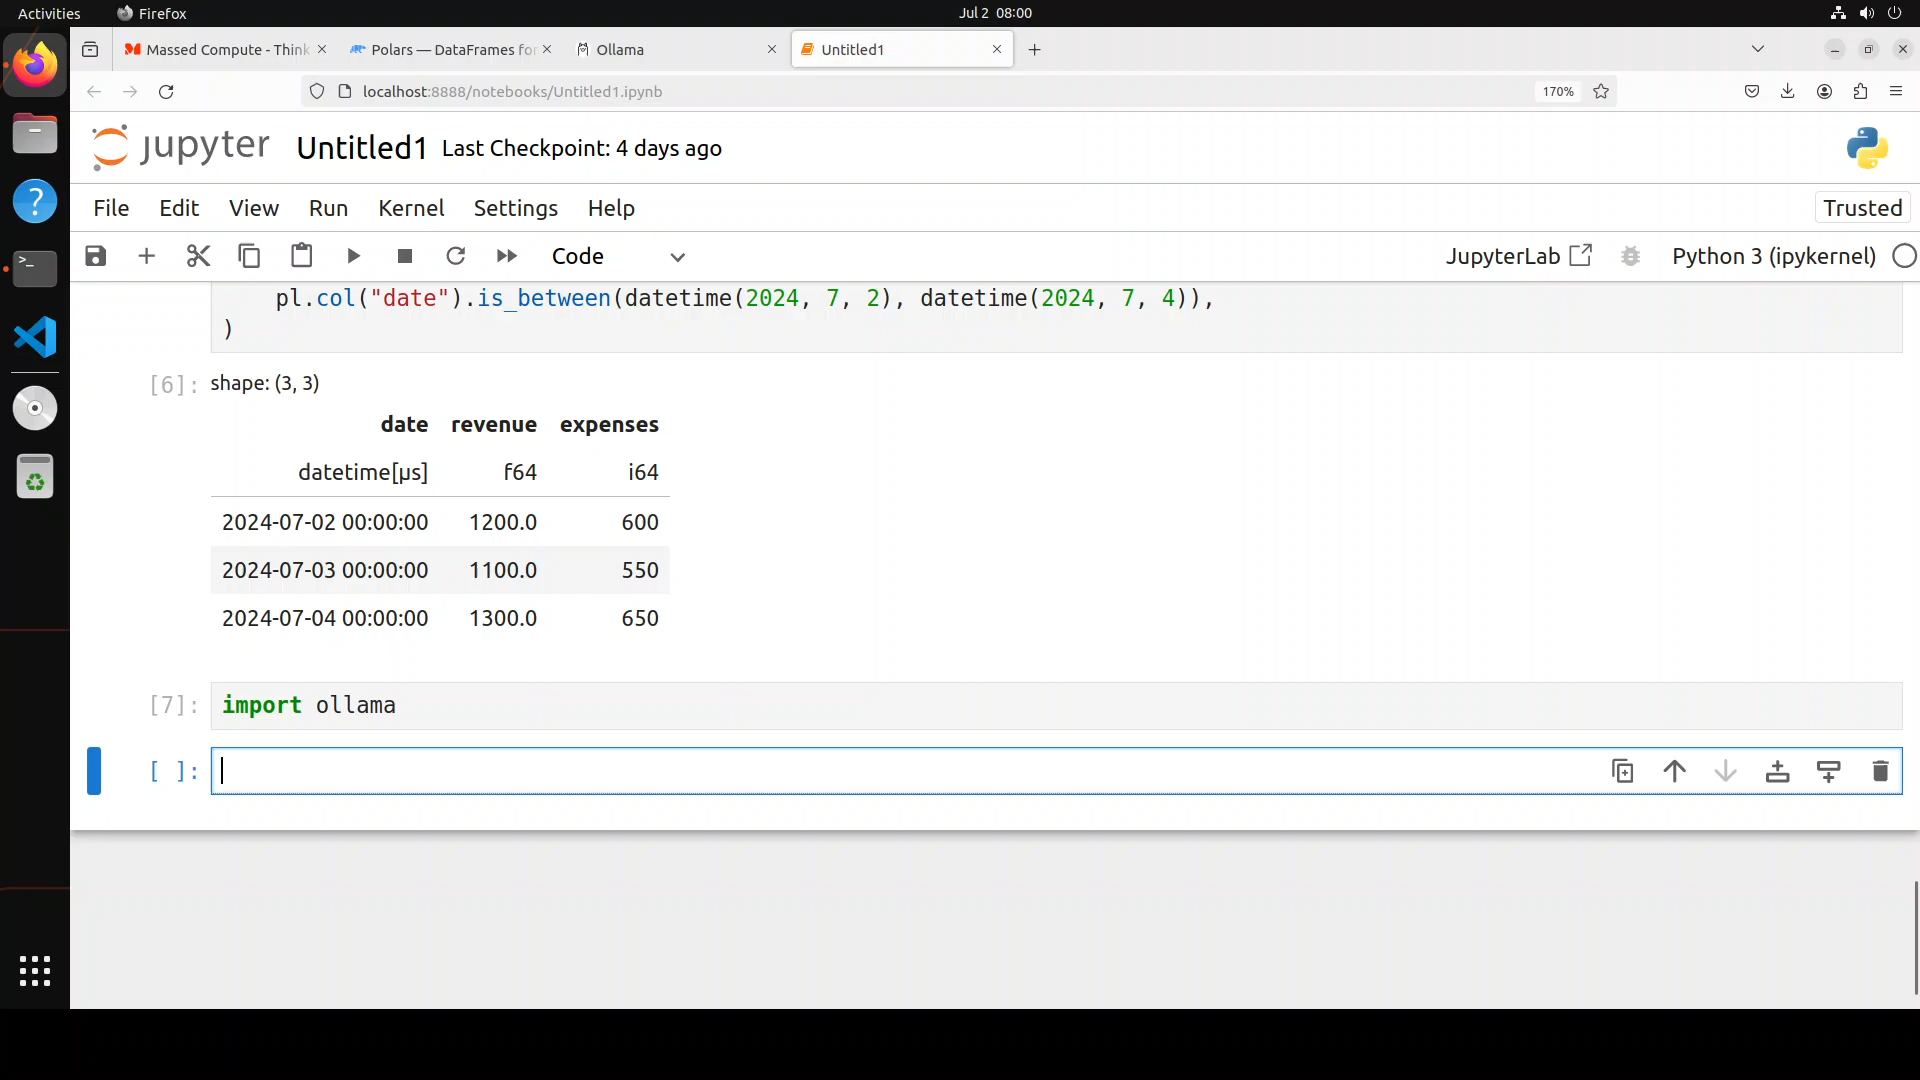 Activities Firefox Jul 2 08:00
Massed Compute - Think Polars — DataFrames for Ollama Untitled1
localhost:8888/notebooks/Untitled1.ipynb 170%
jupyter Untitled1 Last Checkpoint: 4 days ago
File Edit View Run Kernel Settings Help Trusted
Code JupyterLab Python 3 (ipykernel)
pl.col("date").is_between(datetime(2024, 7, 2), datetime(2024, 7, 4)),
)
[6]: shape: (3, 3)
date revenue expenses
datetime[μs] f64 i64
2024-07-02 00:00:00 1200.0 600
2024-07-03 00:00:00 1100.0 550
2024-07-04 00:00:00 1300.0 650
[7]: import ollama
[ ]: